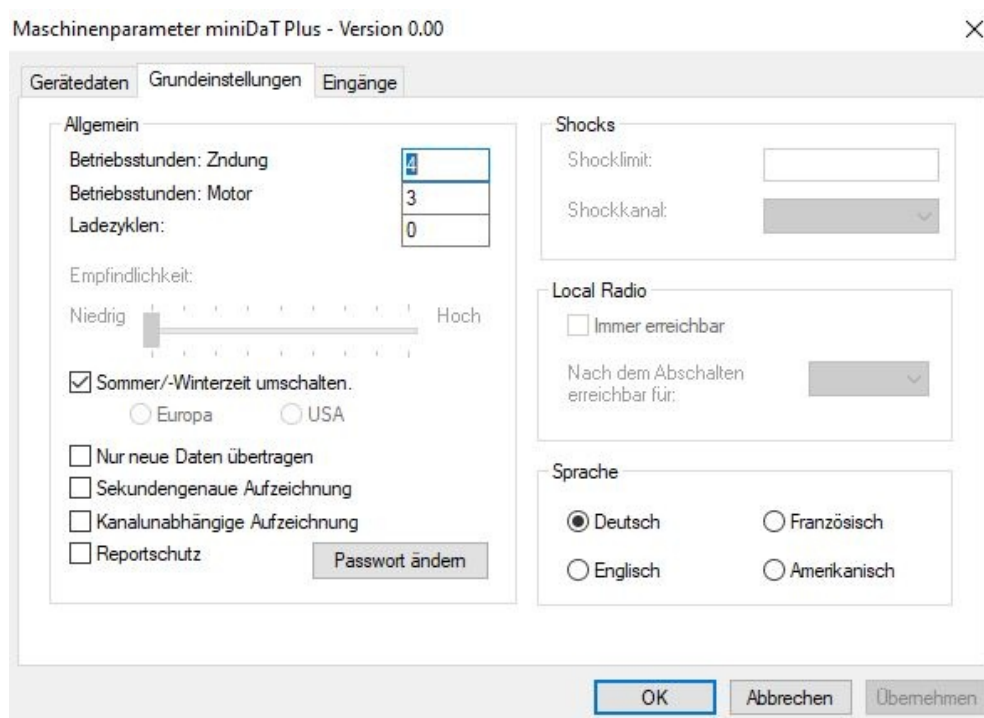 Maschinenparameter miniDaT Plus - Version 0.00
Gerätedaten Grundeinstellungen Eingänge
Allgemein
Betriebsstunden: Zndung 4
Betriebsstunden: Motor 3
Ladezyklen: 0
Empfindlichkeit:
Niedrig Hoch
Sommer/-Winterzeit umschalten.
Europa USA
Nur neue Daten übertragen
Sekundengenaue Aufzeichnung
Kanalunabhängige Aufzeichnung
Reportschutz Passwort ändern
Shocks
Shocklimit:
Shockkanal:
Local Radio
Immer erreichbar
Nach dem Abschalten
erreichbar für:
Sprache
Deutsch Französisch
Englisch Amerikanisch
OK Abbrechen Übernehmen